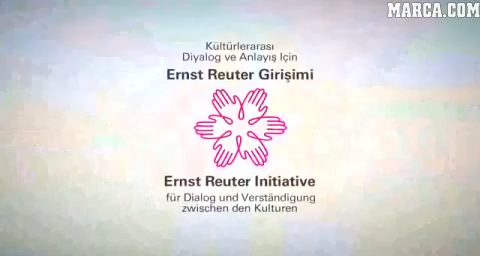 MARCA.COM
Kültürlerarası
Diyalog ve Anlayış İçin
Ernst Reuter Girişimi
Ernst Reuter Initiative
für Dialog und Verständigung
zwischen den Kulturen